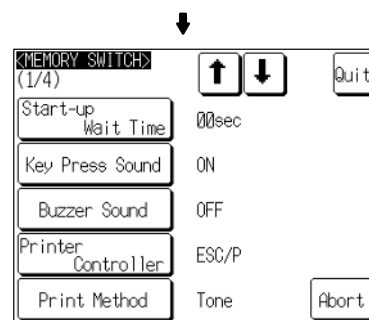 <MEMORY SWITCH>
(1/4)
Quit
Start-up
Wait Time
00sec
Key Press Sound
ON
Buzzer Sound
OFF
Printer
Controller
ESC/P
Print Method
Tone
Abort